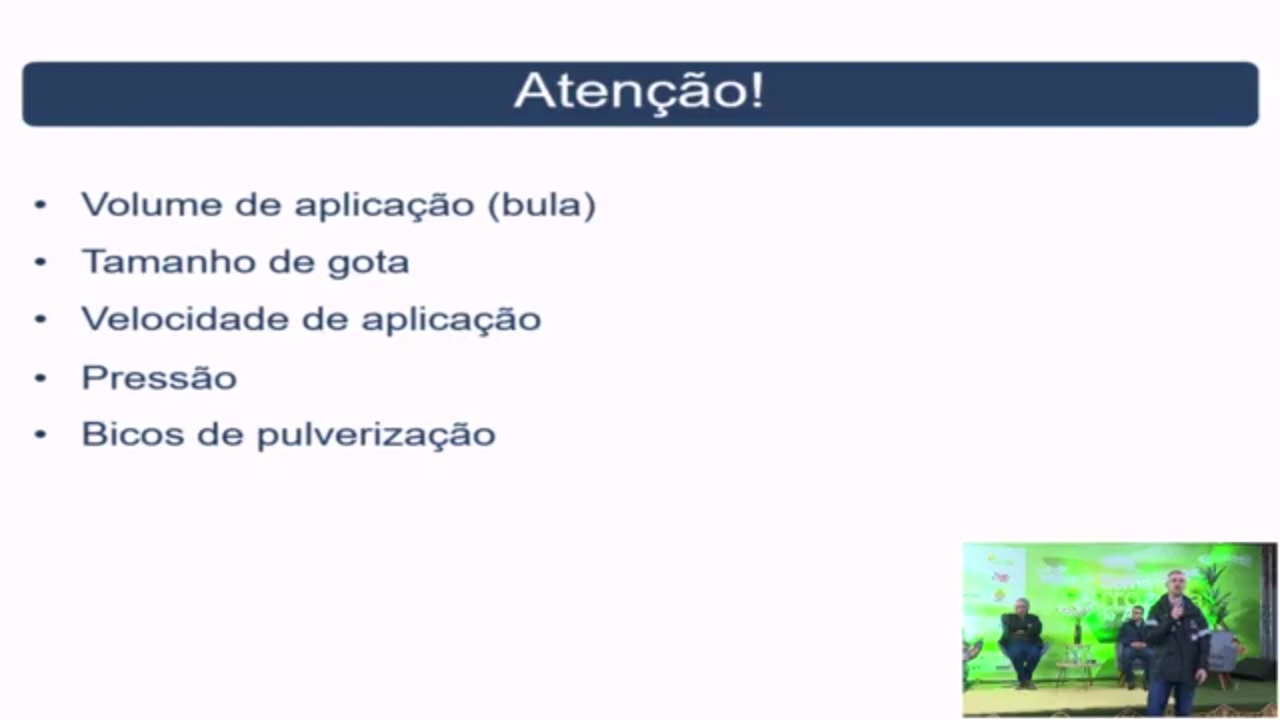 Atenção!
• Volume de aplicação (bula)
• Tamanho de gota
• Velocidade de aplicação
• Pressão
• Bicos de pulverização